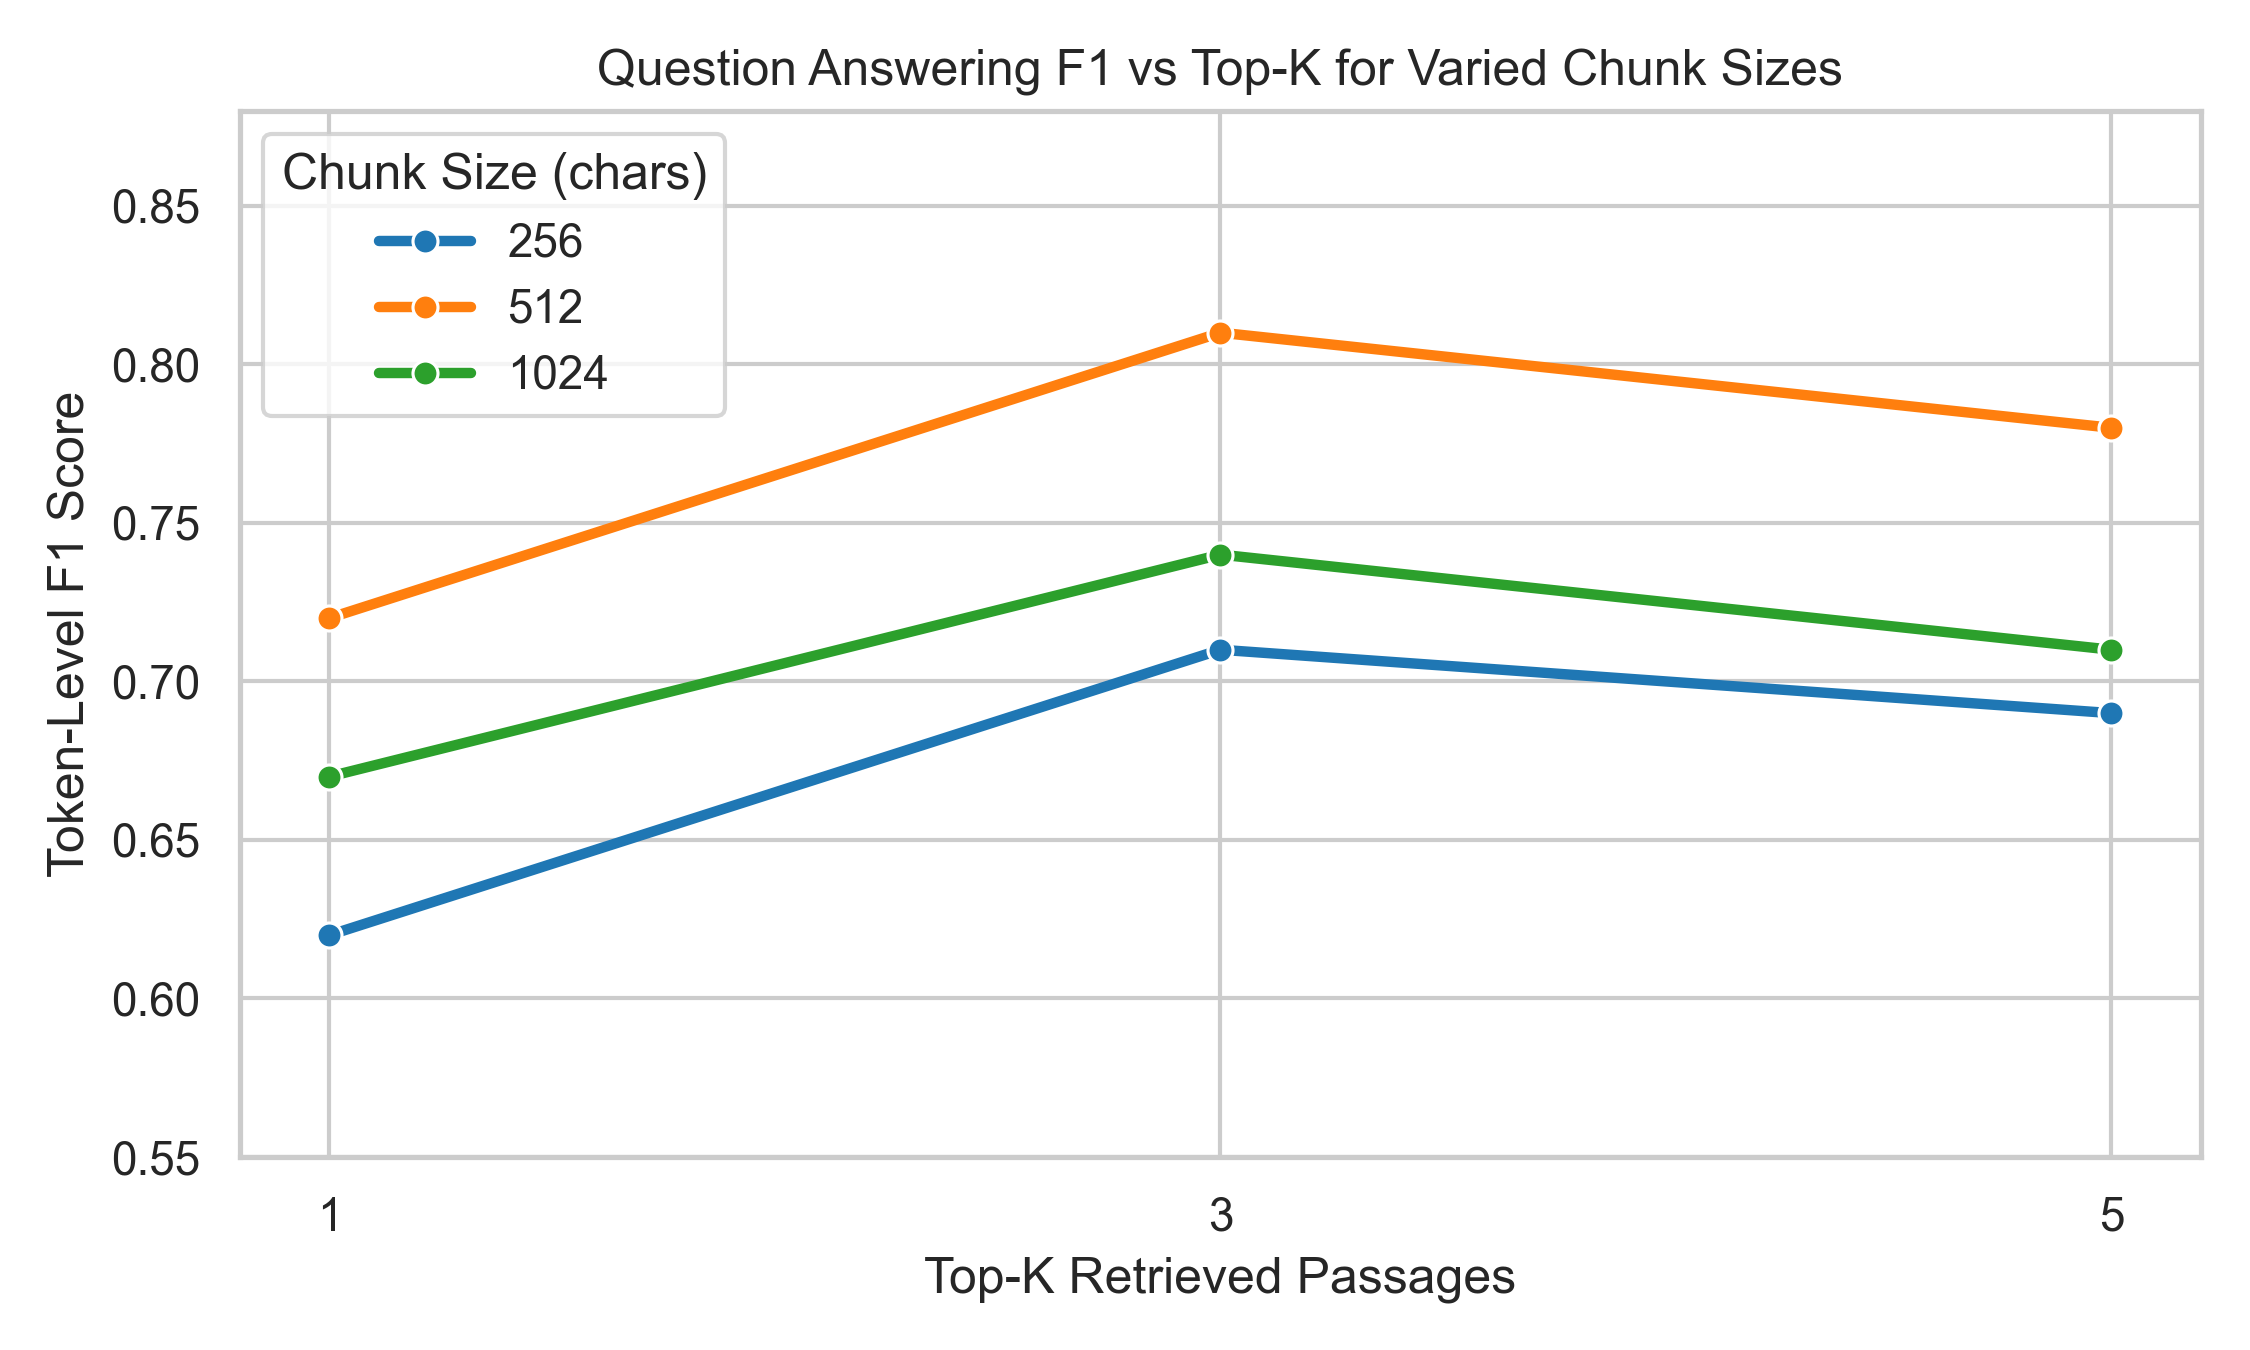 Question Answering F1 vs Top-K for Varied Chunk Sizes
Chunk Size (chars)
256
512
1024
Token-Level F1 Score
0.85
0.80
0.75
0.70
0.65
0.60
0.55
1 3 5
Top-K Retrieved Passages